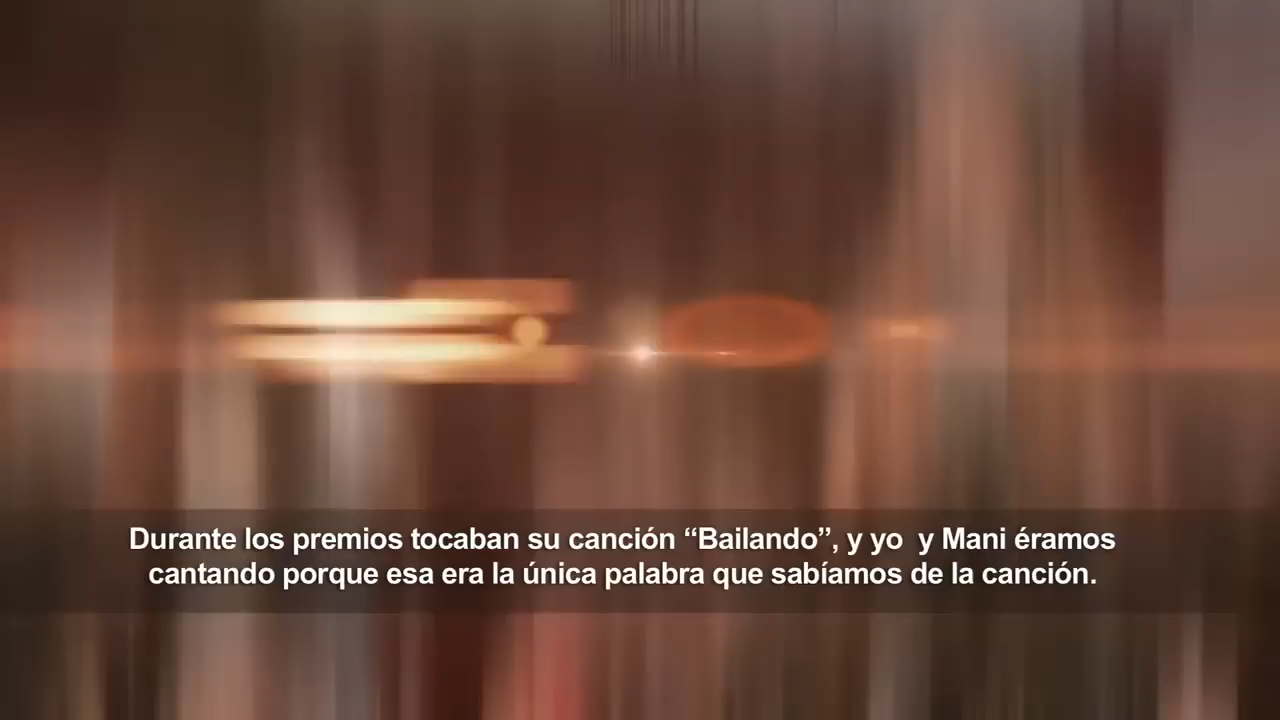 Durante los premios tocaban su canción “Bailando”, y yo  y Mani éramos
cantando porque esa era la única palabra que sabíamos de la canción.